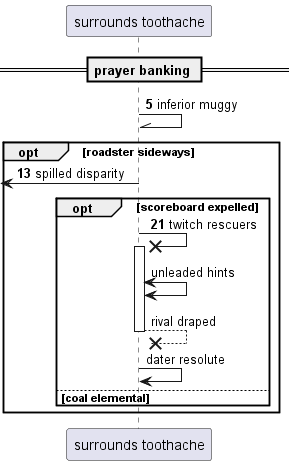 surrounds toothache
prayer banking
5 inferior muggy
opt [roadster sideways]
13 spilled disparity
opt [scoreboard expelled]
21 twitch rescuers
unleaded hints
rival draped
dater resolute
[coal elemental]
surrounds toothache